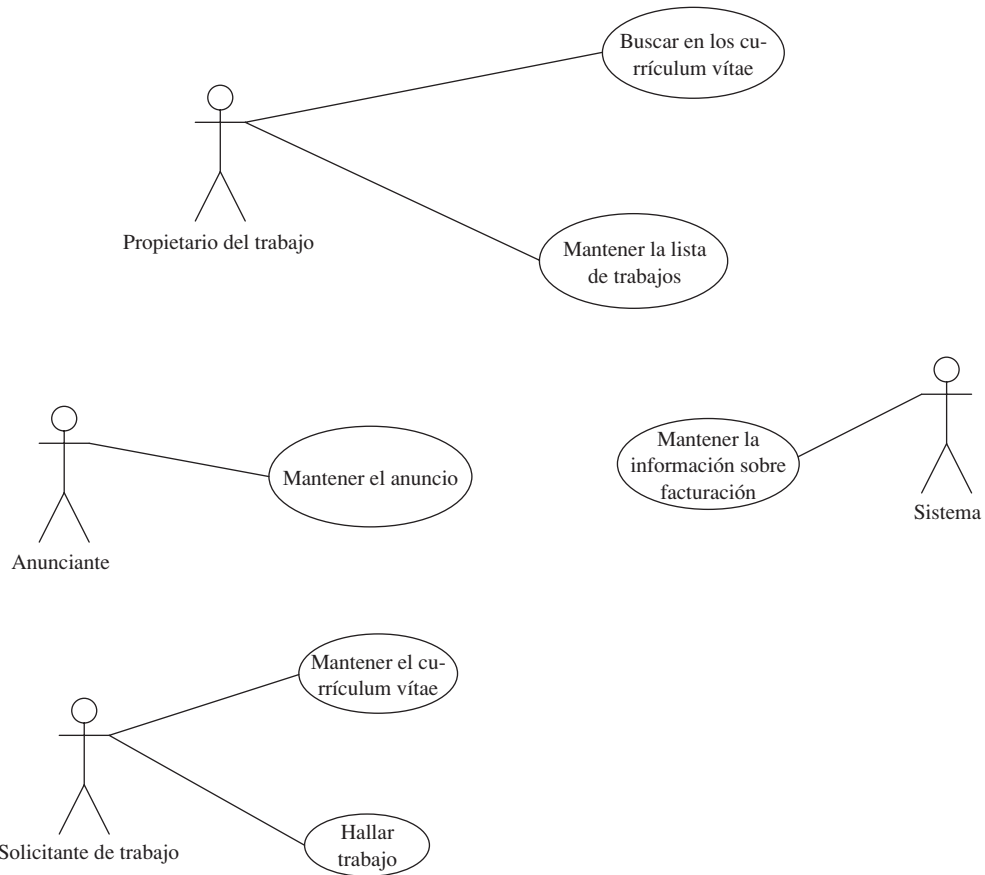 Buscar en los cu-
rrículum vítae
Propietario del trabajo
Mantener la lista
de trabajos
Mantener el anuncio
Anunciante
Mantener la
información sobre
facturación
Sistema
Mantener el cu-
rrículum vítae
Hallar
trabajo
Solicitante de trabajo